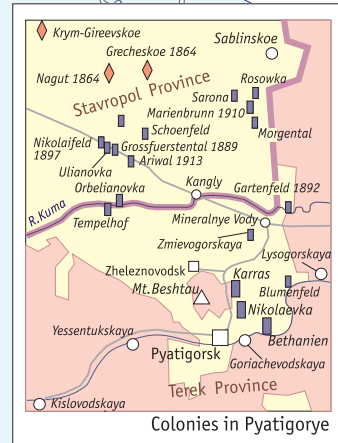 Krym-Gireevskoe
Sablinskoe
Grecheskoe 1864
Nagut 1864
Stavropol Province
Rosowka
Sarona
Marienbrunn 1910
Morgental
Schoenfeld
Nikolaifeld
1897
Grossfuerstental 1889
Ulianovka
Ariwal 1913
Orbelianovka
Kangly
Gartenfeld 1892
R.Kuma
Tempelhof
Mineralnye Vody
Zmievogorskaya
Lysogorskaya
Zheleznovodsk
Karras
Mt.Beshtau
Blumenfeld
Nikolaevka
Yessentukskaya
Bethanien
Pyatigorsk
Goriachevodskaya
Terek Province
Kislovodskaya
Colonies in Pyatigorye